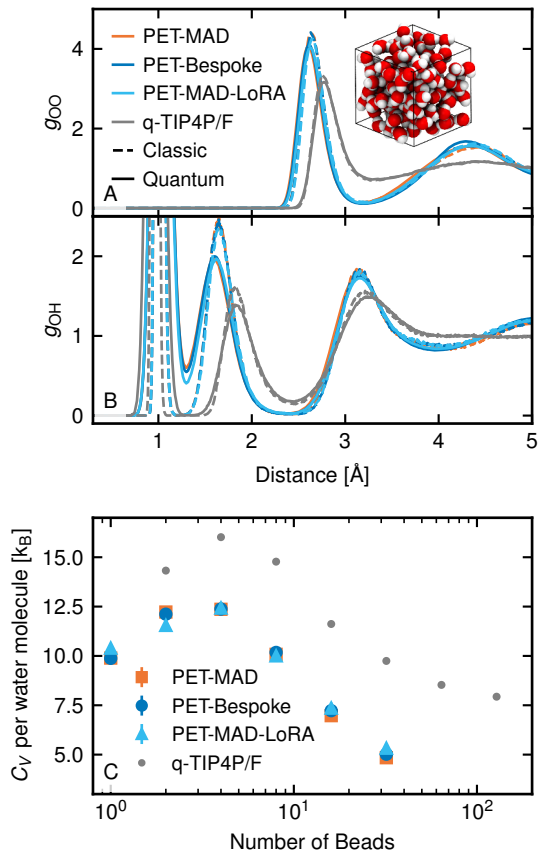 PET-MAD
PET-Bespoke
PET-MAD-LoRA
q-TIP4P/F
Classic
Quantum
A
g_OO
4
2
0
B
g_OH
2
1
0
1 2 3 4 5
Distance [Å]
C_V per water molecule [k_B]
15.0
12.5
10.0
7.5
5.0
PET-MAD
PET-Bespoke
PET-MAD-LoRA
q-TIP4P/F
C
10^0 10^1 10^2
Number of Beads